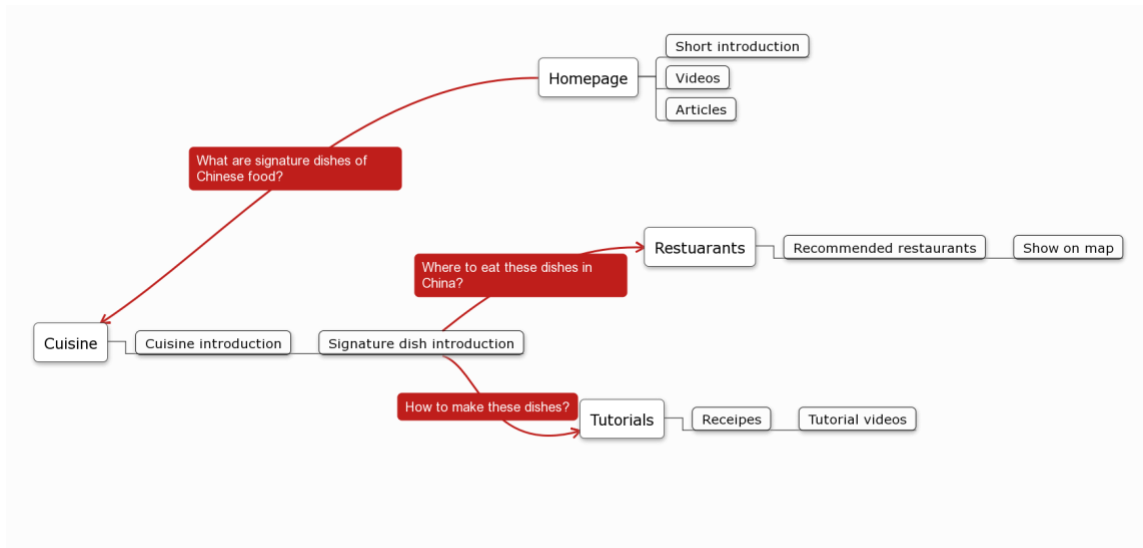 Short introduction
Homepage
Videos
Articles
What are signature dishes of
Chinese food?
Restuarants
Recommended restaurants
Show on map
Where to eat these dishes in
China?
Cuisine
Cuisine introduction
Signature dish introduction
How to make these dishes?
Tutorials
Receipes
Tutorial videos